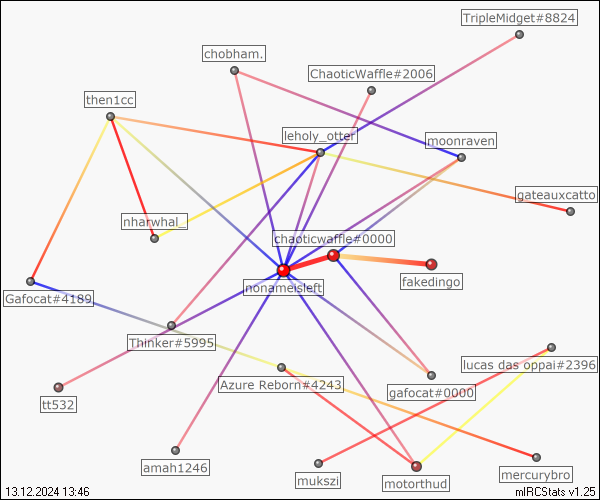 TripleMidget#8824
chobham.
ChaoticWaffle#2006
then1cc
leholy_otter
moonraven
gateauxcatto
nharwhal_
chaoticwaffle#0000
fakedingo
nonameisleft
Gafocat#4189
Thinker#5995
lucas das oppai#2396
Azure Reborn#4243
gafocat#0000
tt532
amah1246
mukszi
motorthud
mercurybro
13.12.2024 13:46
mIRCStats v1.25